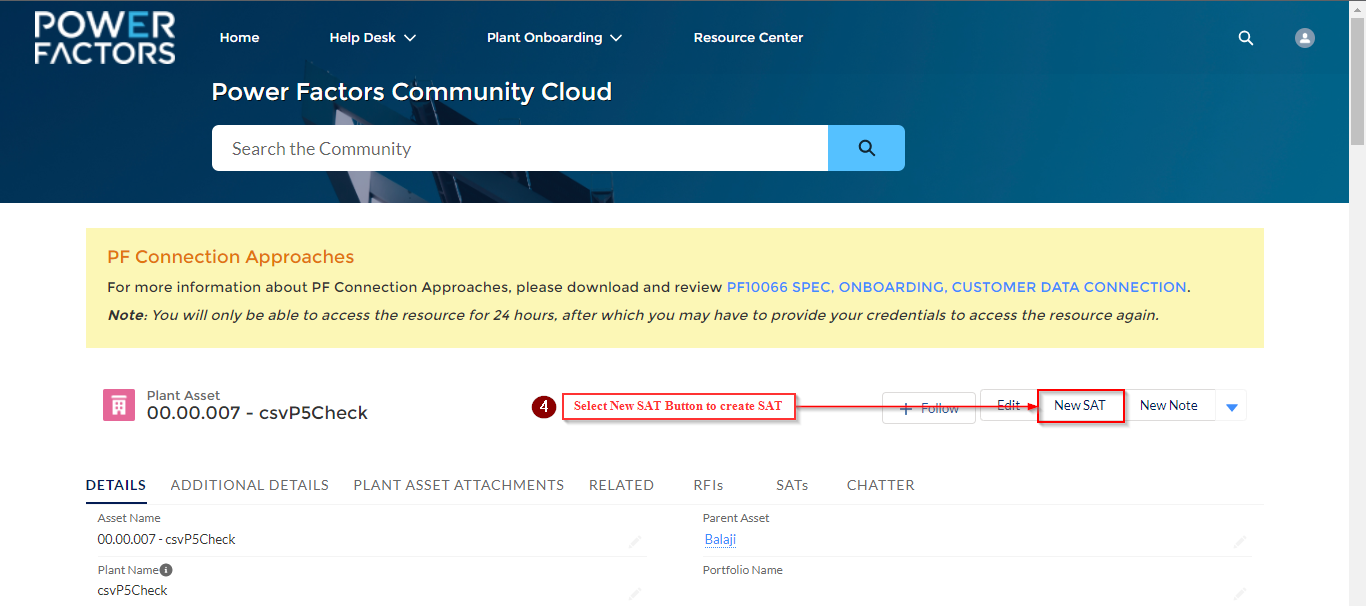 POWER
FACTORS
Home
Help Desk
Plant Onboarding
Resource Center
Power Factors Community Cloud
Search the Community
PF Connection Approaches
For more information about PF Connection Approaches, please download and review PF10066 SPEC, ONBOARDING, CUSTOMER DATA CONNECTION.
Note: You will only be able to access the resource for 24 hours, after which you may have to provide your credentials to access the resource again.
Plant Asset
00.00.007 - csvP5Check
4
Select New SAT Button to create SAT
Follow
Edit
New SAT
New Note
DETAILS
ADDITIONAL DETAILS
PLANT ASSET ATTACHMENTS
RELATED
RFIs
SATs
CHATTER
Asset Name
00.00.007 - csvP5Check
Parent Asset
Balaji
Plant Name
csvP5Check
Portfolio Name